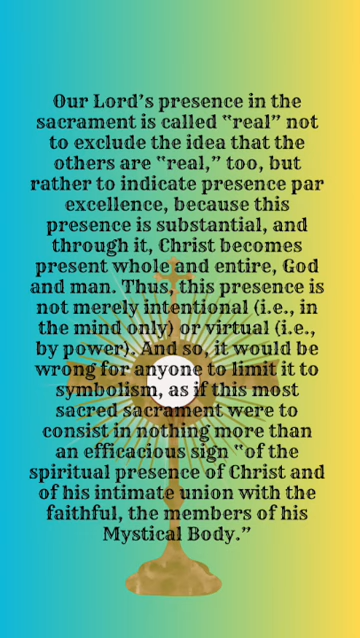 Our Lord's presence in the
sacrament is called "real" not
to exclude the idea that the
others are "real," too, but
rather to indicate presence par
excellence, because this
presence is substantial, and
through it, Christ becomes
present whole and entire, God
and man. Thus, this presence is
not merely intentional (i.e., in
the mind only) or virtual (i.e.,
by power). And so, it would be
wrong for anyone to limit it to
symbolism, as if this most
sacred sacrament were to
consist in nothing more than
an efficacious sign "of the
spiritual presence of Christ and
of his intimate union with the
faithful, the members of his
Mystical Body."